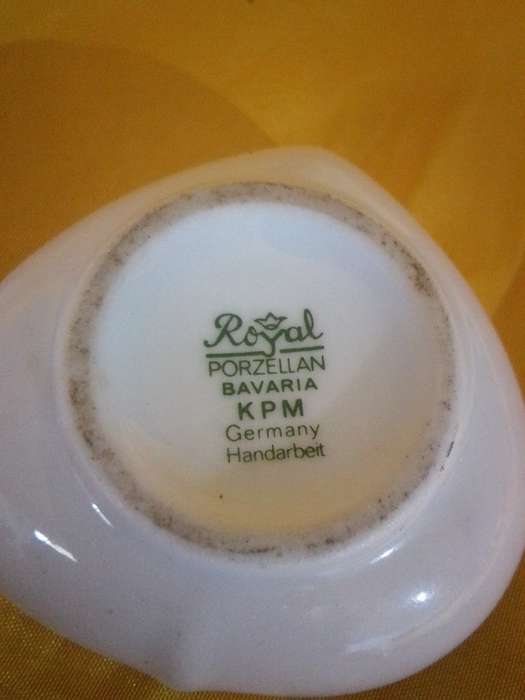 Royal
PORZELLAN
BAVARIA
KPM
Germany
Handarbeit